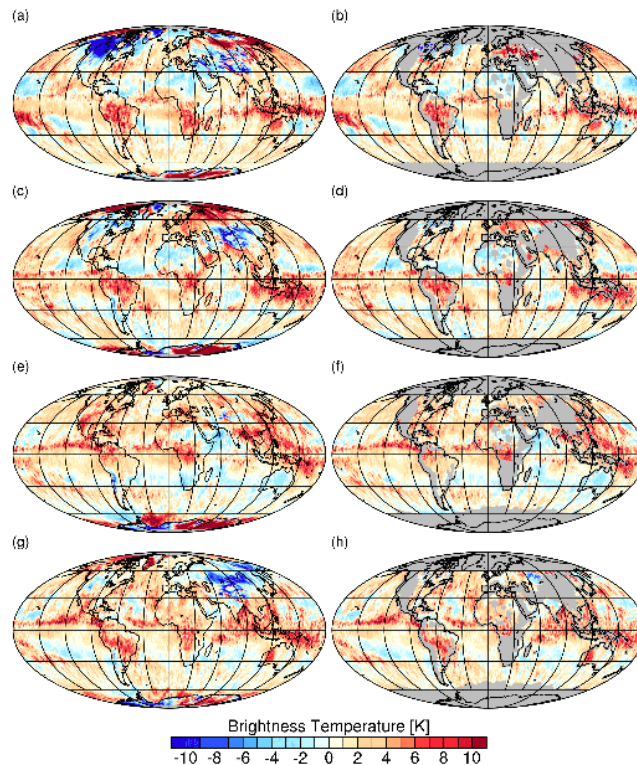 (a) (b)
(c) (d)
(e) (f)
(g) (h)
Brightness Temperature [K]
-10 -8 -6 -4 -2 0 2 4 6 8 10